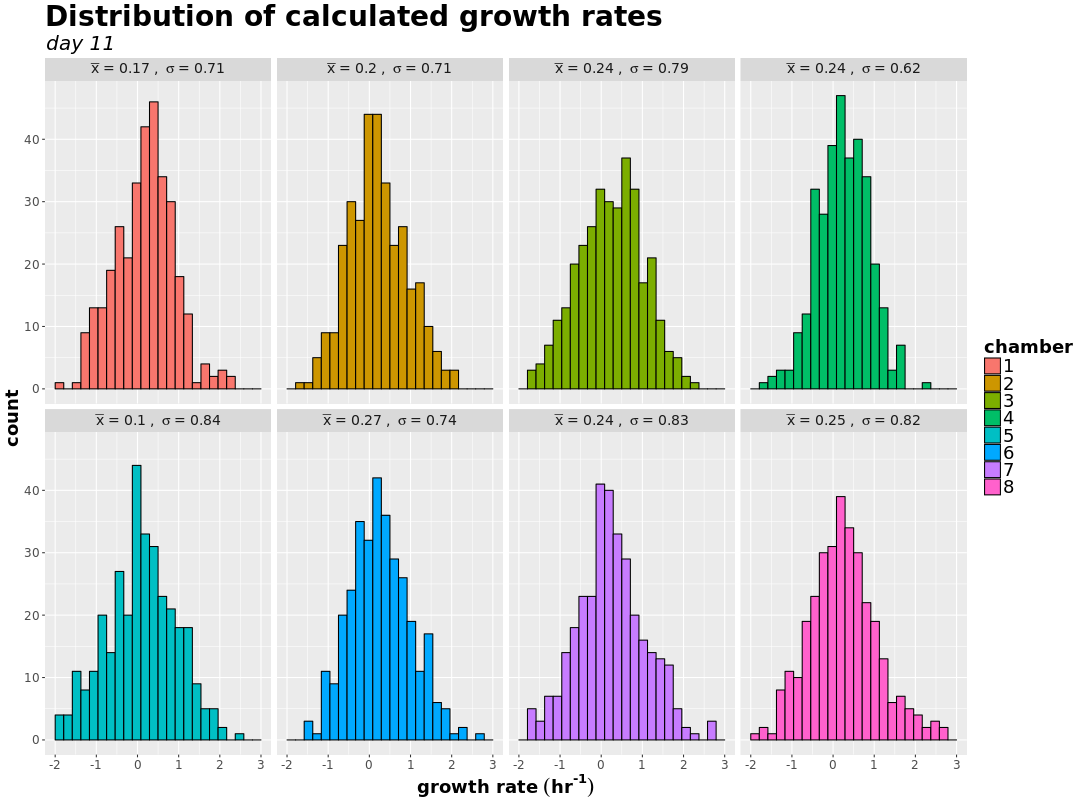 Distribution of calculated growth rates
day 11
x̅ = 0.17 , σ = 0.71
x̅ = 0.2 , σ = 0.71
x̅ = 0.24 , σ = 0.79
x̅ = 0.24 , σ = 0.62
40
30
20
10
0
count
x̅ = 0.1 , σ = 0.84
x̅ = 0.27 , σ = 0.74
x̅ = 0.24 , σ = 0.83
x̅ = 0.25 , σ = 0.82
40
30
20
10
0
-2 -1 0 1 2 3
-2 -1 0 1 2 3
-2 -1 0 1 2 3
-2 -1 0 1 2 3
growth rate (hr⁻¹)
chamber
1
2
3
4
5
6
7
8